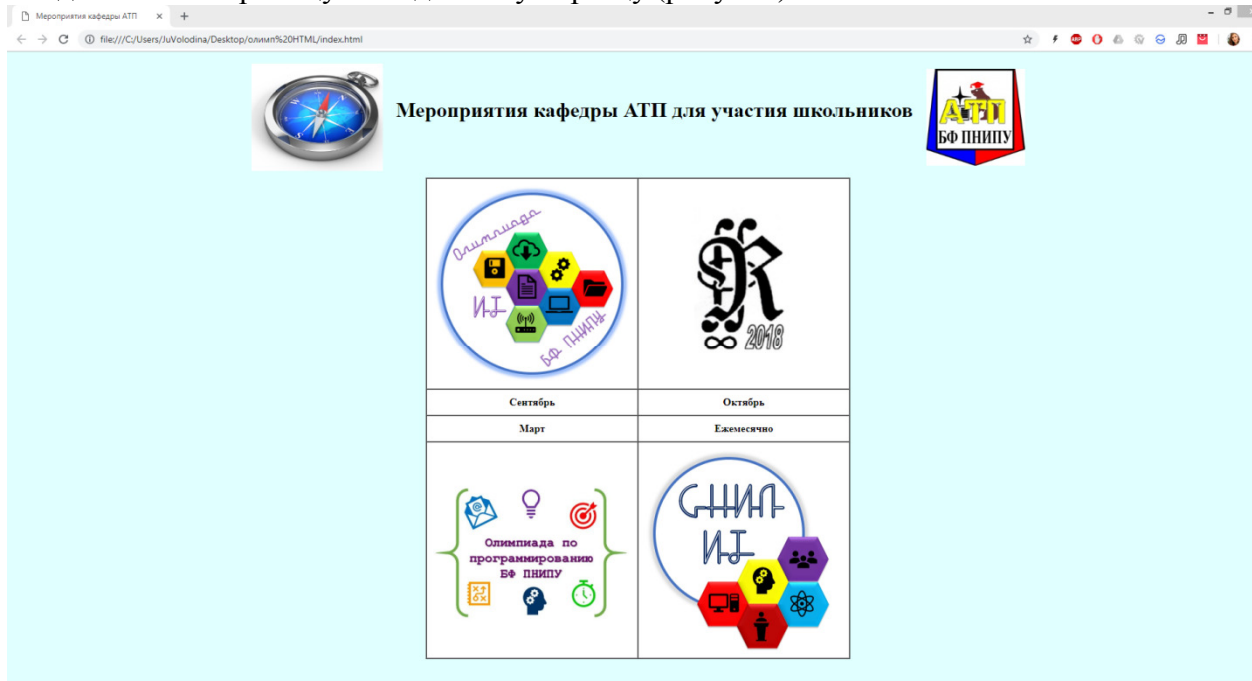 Мероприятия кафедры АТП
file:///C:/Users/JuVolodina/Desktop/олимп%20HTML/index.html
ABP
Мероприятия кафедры АТП для участия школьников
АТП
БФ ПНИПУ
Олимпиада
ИТ
БФ ПНИПУ
R
2018
Сентябрь
Октябрь
Март
Ежемесячно
Олимпиада по
программированию
БФ ПНИПУ
СНИЛ
ИТ